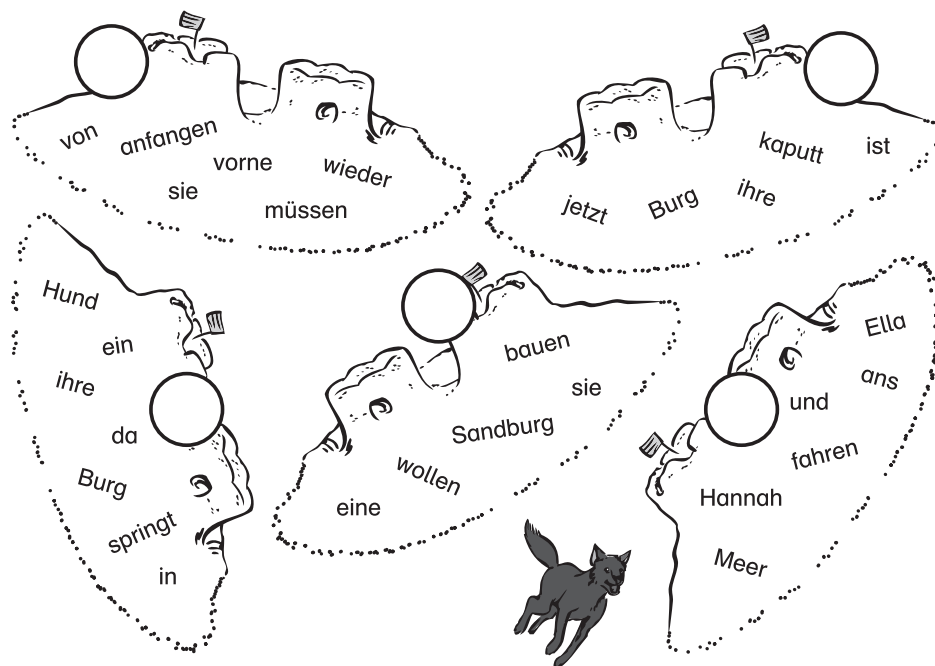 von
anfangen
vorne
wieder
sie
müssen
kaputt
ist
jetzt
Burg
ihre
Hund
ein
ihre
da
Burg
springt
in
bauen
sie
Sandburg
wollen
eine
Ella
ans
und
fahren
Hannah
Meer